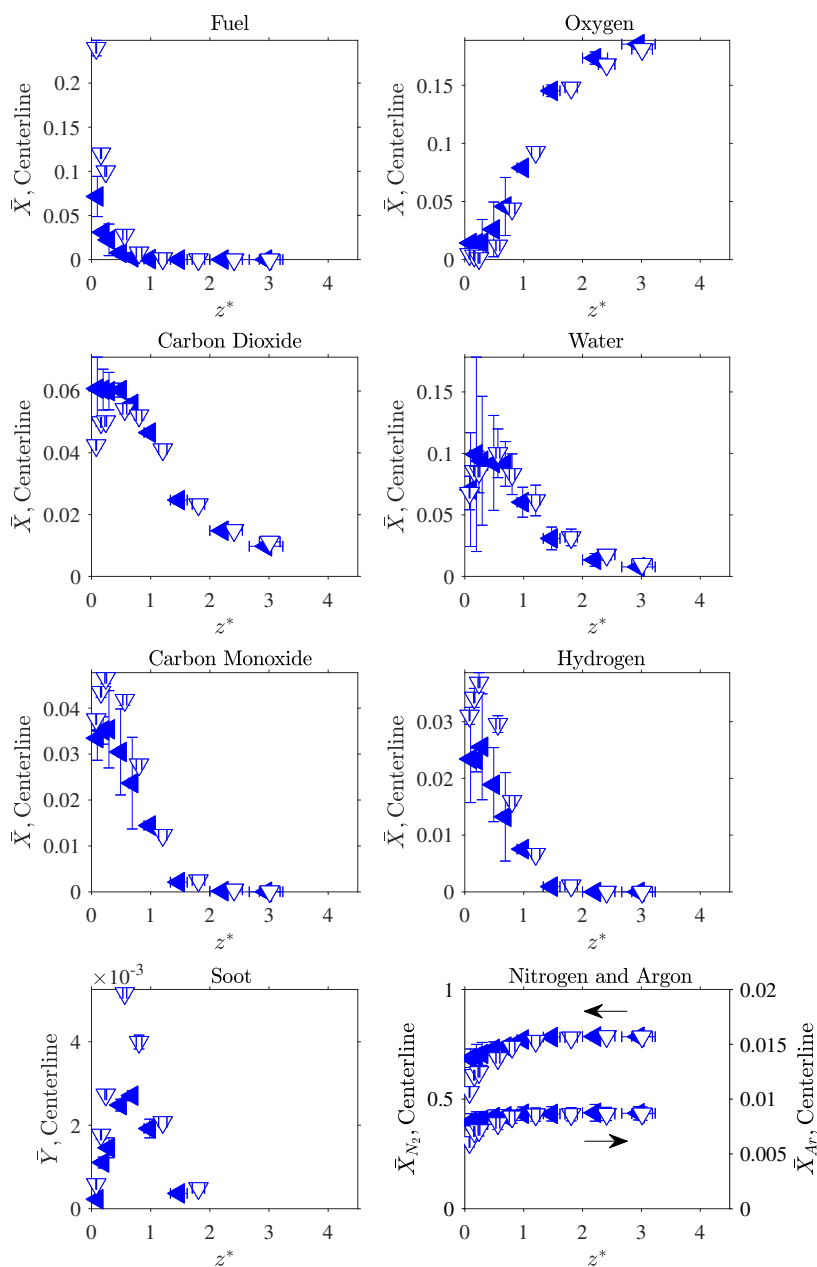 Fuel
0.2
0.15
0.1
0.05
0
X̄, Centerline
0 1 2 3 4
z*
Oxygen
0.15
0.1
0.05
0
X̄, Centerline
0 1 2 3 4
z*
Carbon Dioxide
0.06
0.04
0.02
0
X̄, Centerline
0 1 2 3 4
z*
Water
0.15
0.1
0.05
0
X̄, Centerline
0 1 2 3 4
z*
Carbon Monoxide
0.04
0.03
0.02
0.01
0
X̄, Centerline
0 1 2 3 4
z*
Hydrogen
0.03
0.02
0.01
0
X̄, Centerline
0 1 2 3 4
z*
×10⁻³
Soot
4
2
0
Ȳ, Centerline
0 1 2 3 4
z*
Nitrogen and Argon
1
0.5
0
X̄_{N₂}, Centerline
0.02
0.015
0.01
0.005
0
X̄_{Ar}, Centerline
0 1 2 3 4
z*